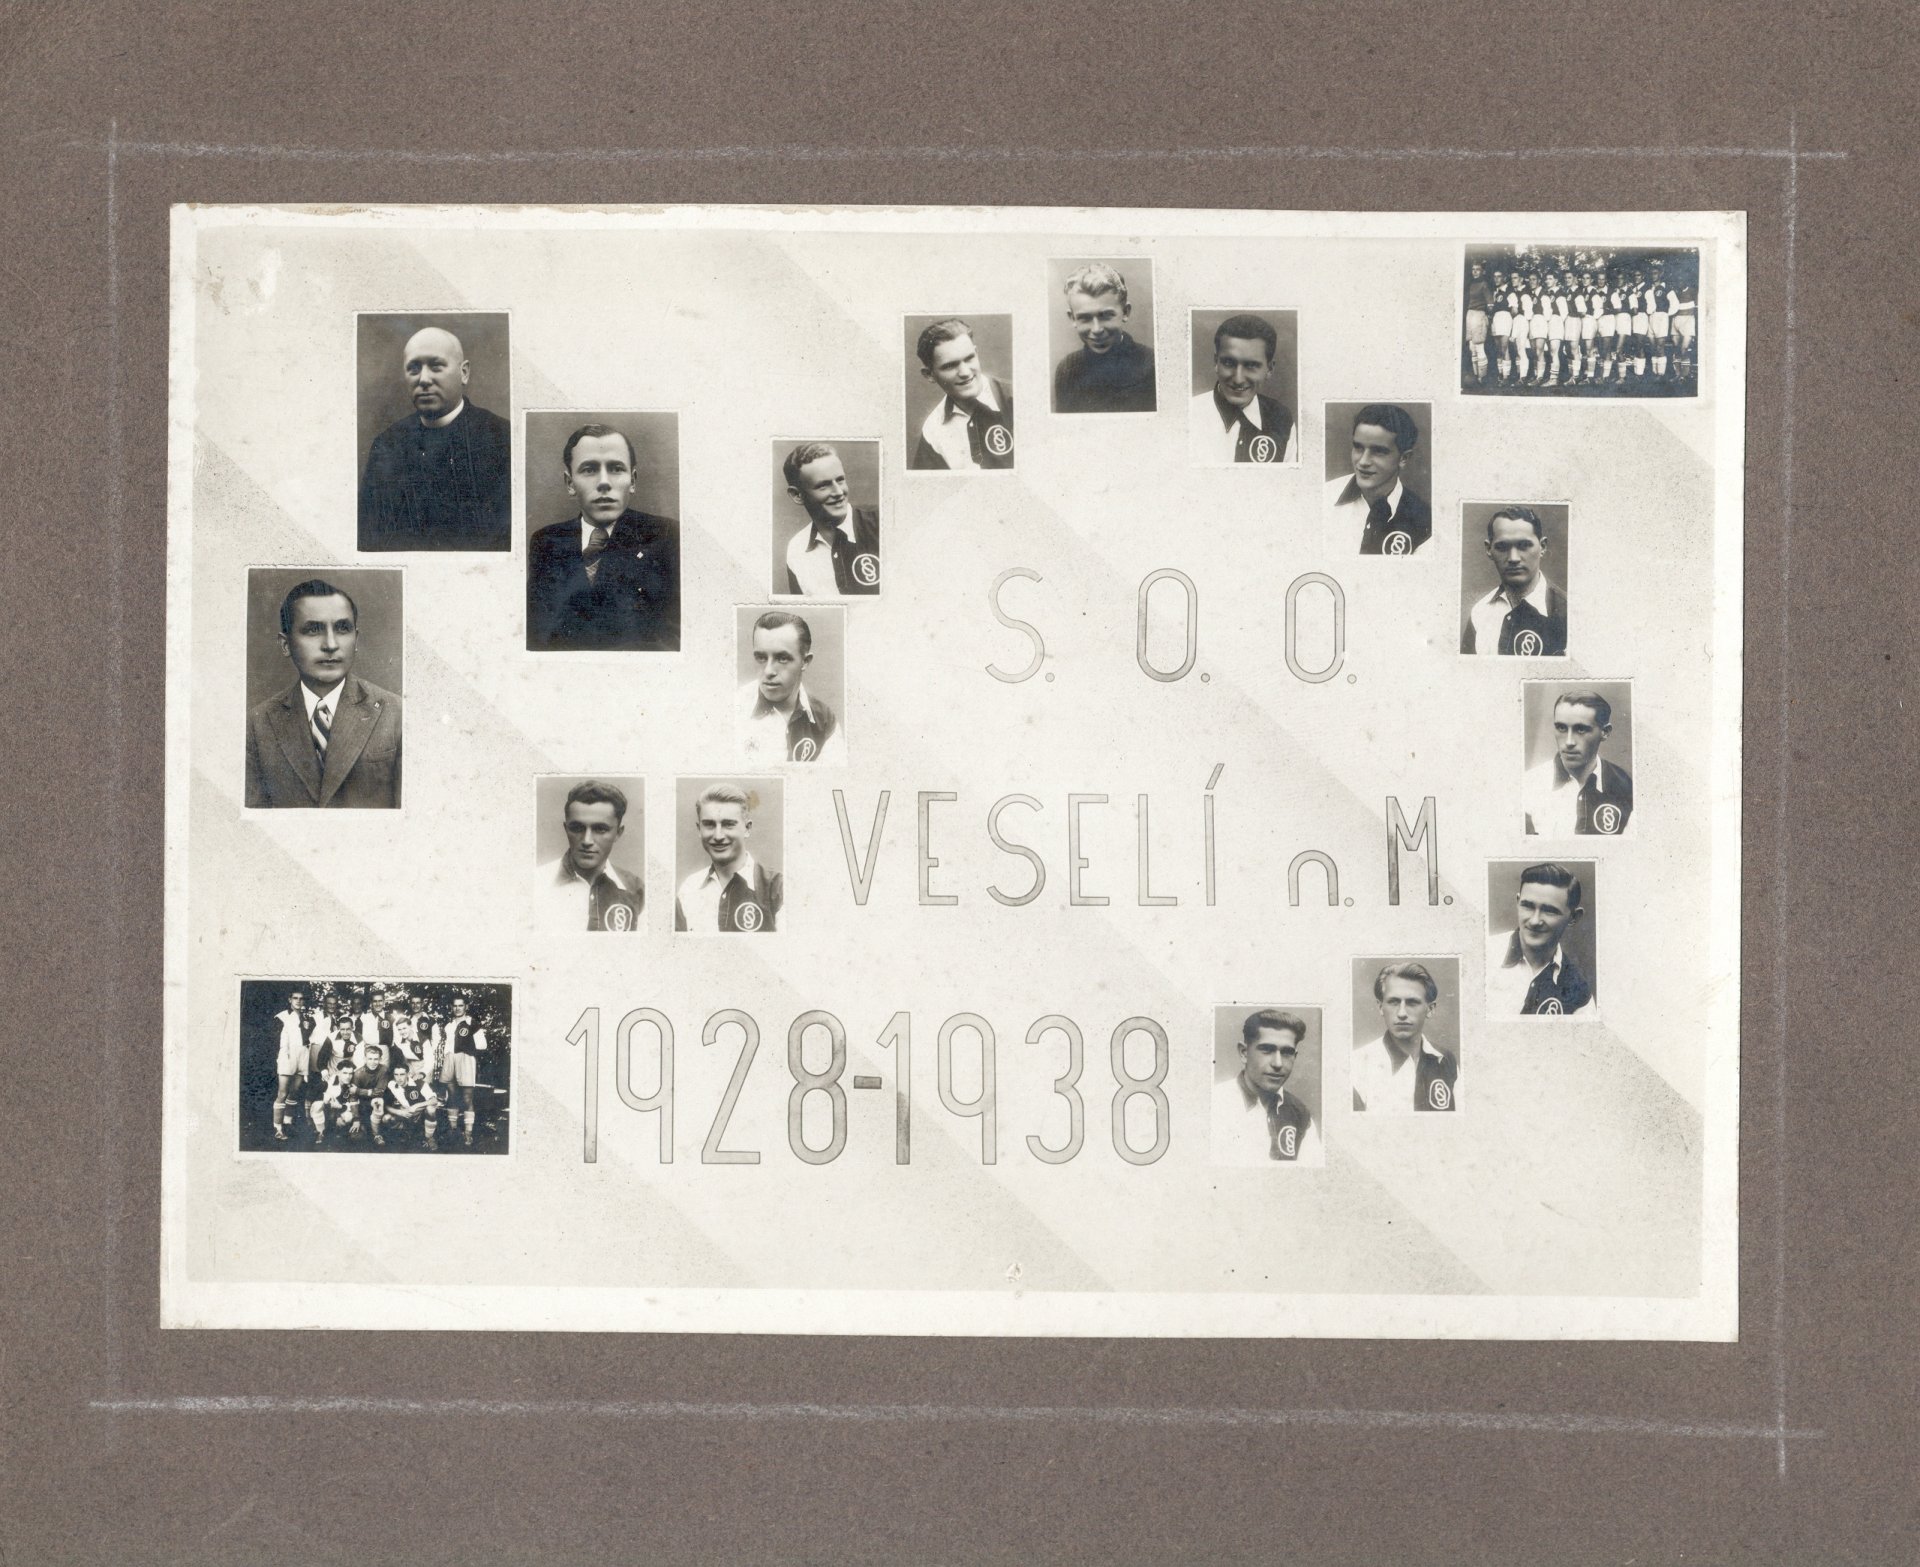 S. O. O.
VESELÍ n. M.
1928-1938